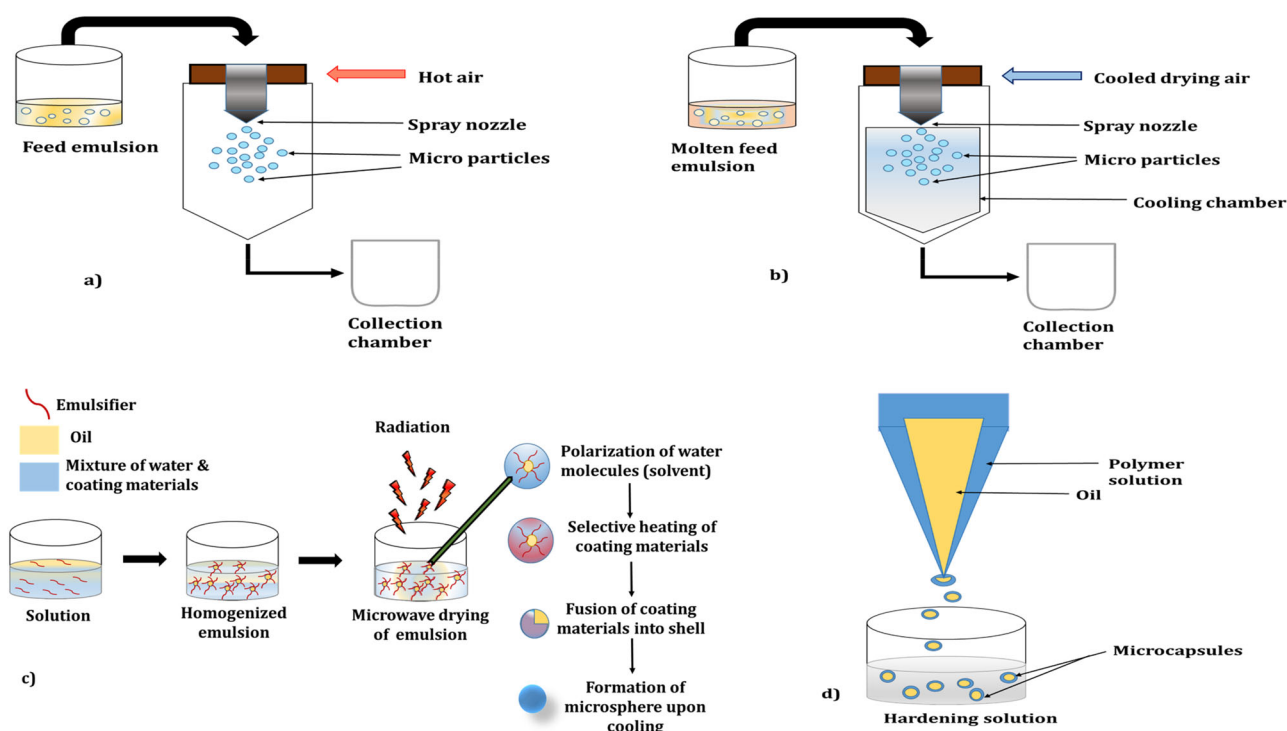 Feed emulsion
Hot air
Spray nozzle
Micro particles
Collection
chamber
a)
Molten feed
emulsion
Cooled drying air
Spray nozzle
Micro particles
Cooling chamber
Collection
chamber
b)
Emulsifier
Oil
Mixture of water &
coating materials
Solution
Homogenized
emulsion
Radiation
Microwave drying
of emulsion
Polarization of water
molecules (solvent)
Selective heating of
coating materials
Fusion of coating
materials into shell
Formation of
microsphere upon
cooling
c)
Polymer
solution
Oil
Microcapsules
Hardening solution
d)